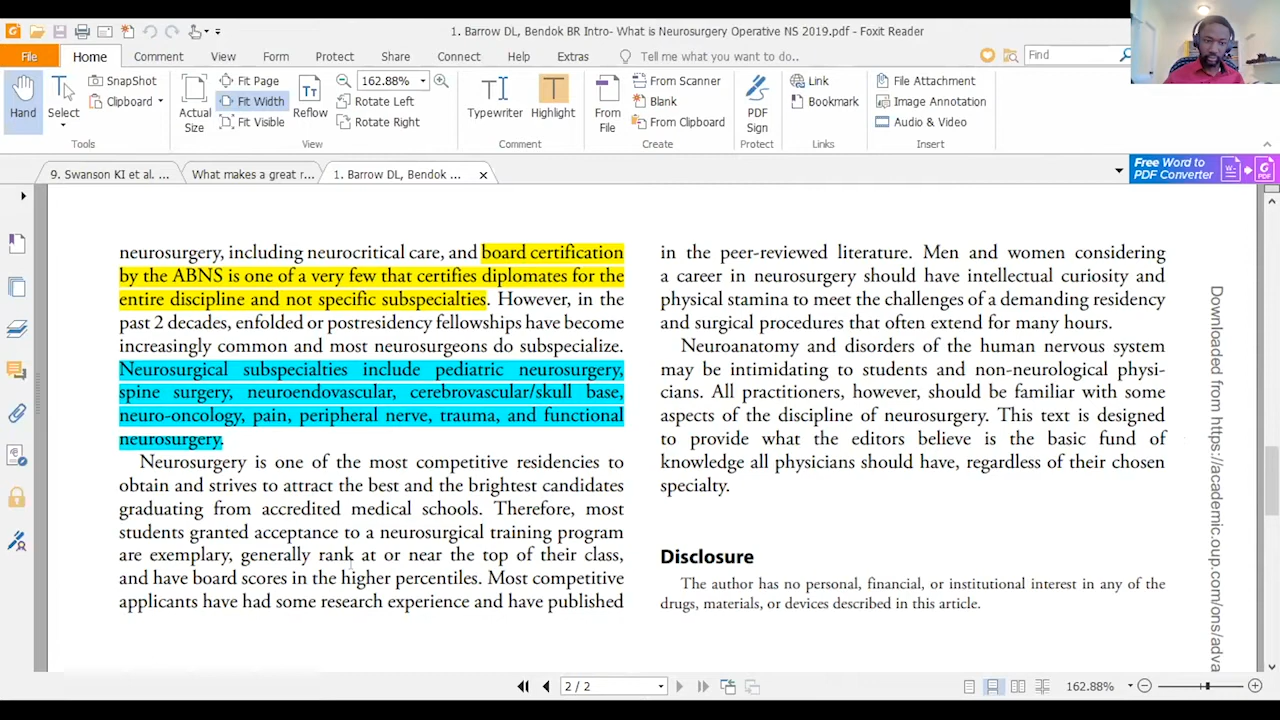 1. Barrow DL, Bendok BR Intro- What is Neurosurgery Operative NS 2019.pdf - Foxit Reader
File Home Comment View Form Protect Share Connect Help Extras Tell me what you want to do.. Find
Hand
Select
SnapShot
Clipboard
Actual Size
Fit Page
Fit Width
Fit Visible
Reflow
162.88%
Rotate Left
Rotate Right
Typewriter
Highlight
From File
From Scanner
Blank
From Clipboard
PDF Sign
Link
Bookmark
File Attachment
Image Annotation
Audio & Video
Tools View Comment Create Protect Links Insert
9. Swanson KI et al. ... What makes a great r... 1. Barrow DL, Bendok ...
Free Word to
PDF Converter
neurosurgery, including neurocritical care, and board certification
by the ABNS is one of a very few that certifies diplomates for the
entire discipline and not specific subspecialties. However, in the
past 2 decades, enfolded or postresidency fellowships have become
increasingly common and most neurosurgeons do subspecialize.
Neurosurgical subspecialties include pediatric neurosurgery,
spine surgery, neuroendovascular, cerebrovascular/skull base,
neuro-oncology, pain, peripheral nerve, trauma, and functional
neurosurgery.
Neurosurgery is one of the most competitive residencies to
obtain and strives to attract the best and the brightest candidates
graduating from accredited medical schools. Therefore, most
students granted acceptance to a neurosurgical training program
are exemplary, generally rank at or near the top of their class,
and have board scores in the higher percentiles. Most competitive
applicants have had some research experience and have published
in the peer-reviewed literature. Men and women considering
a career in neurosurgery should have intellectual curiosity and
physical stamina to meet the challenges of a demanding residency
and surgical procedures that often extend for many hours.
Neuroanatomy and disorders of the human nervous system
may be intimidating to students and non-neurological physi-
cians. All practitioners, however, should be familiar with some
aspects of the discipline of neurosurgery. This text is designed
to provide what the editors believe is the basic fund of
knowledge all physicians should have, regardless of their chosen
specialty.
Disclosure
The author has no personal, financial, or institutional interest in any of the
drugs, materials, or devices described in this article.
Downloaded from https://academic.oup.com/ons/adva
2 / 2
162.88%